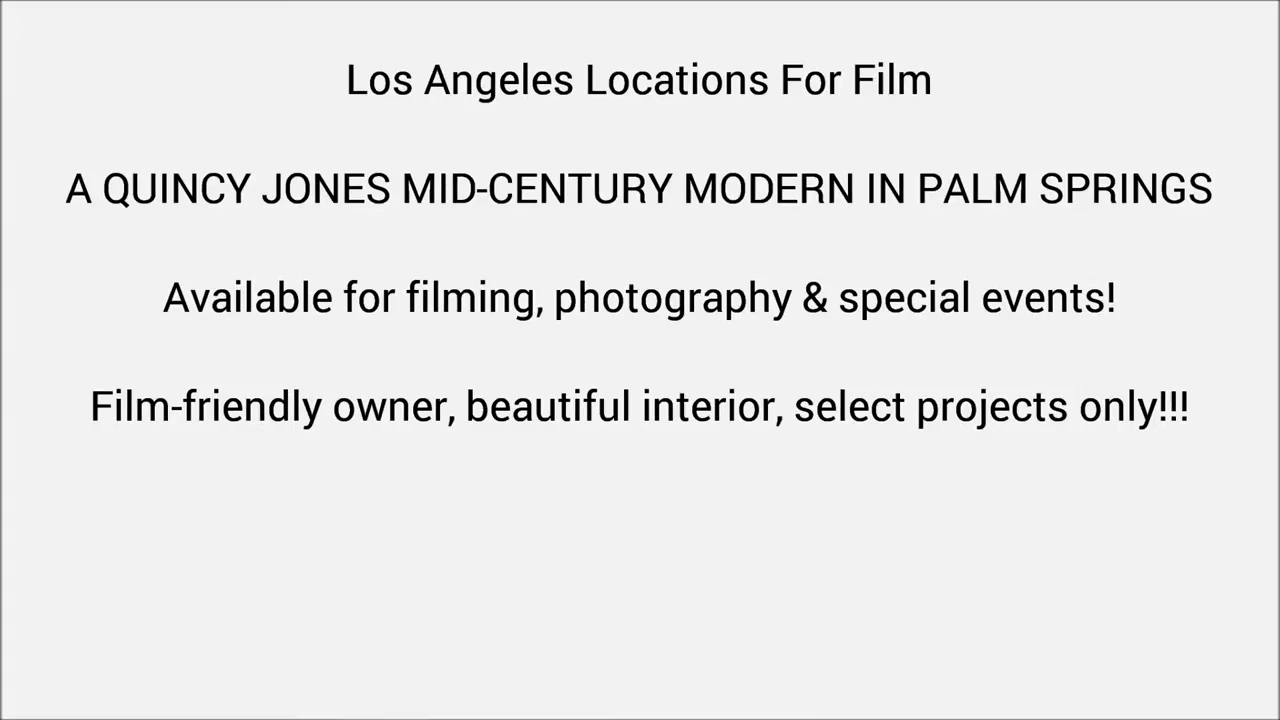 Los Angeles Locations For Film
A QUINCY JONES MID-CENTURY MODERN IN PALM SPRINGS
Available for filming, photography & special events!
Film-friendly owner, beautiful interior, select projects only!!!